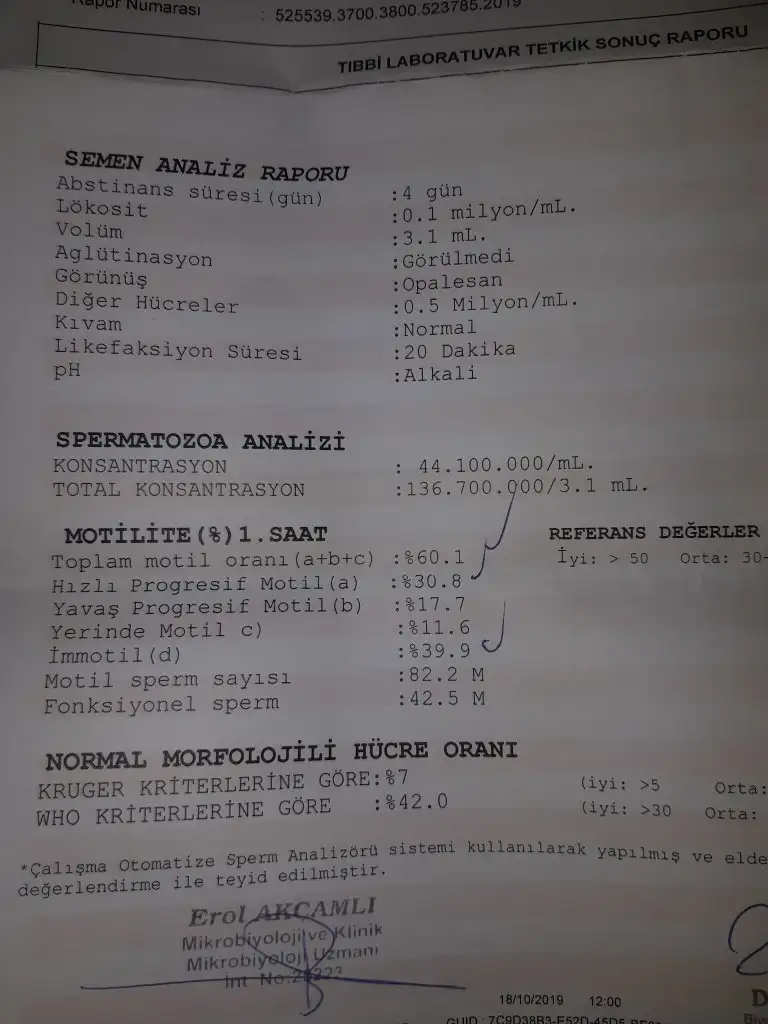 Rapor Numarası : 525539.3700.3800.523785.2019
TIBBİ LABORATUVAR TETKİK SONUÇ RAPORU
SEMEN ANALİZ RAPORU
Abstinans süresi(gün) :4 gün
Lökosit :0.1 milyon/mL.
Volüm :3.1 mL.
Aglütinasyon :Görülmedi
Görünüş :Opalesan
Diğer Hücreler :0.5 Milyon/mL.
Kıvam :Normal
Likefaksiyon Süresi :20 Dakika
pH :Alkali
SPERMATOZOA ANALİZİ
KONSANTRASYON : 44.100.000/mL.
TOTAL KONSANTRASYON :136.700.000/3.1 mL.
MOTİLİTE(%)1.SAAT REFERANS DEĞERLER
Toplam motil oranı(a+b+c) :%60.1 İyi: > 50 Orta: 30-
Hızlı Progresif Motil(a) :%30.8
Yavaş Progresif Motil(b) :%17.7
Yerinde Motil c) :%11.6
İmmotil(d) :%39.9
Motil sperm sayısı :82.2 M
Fonksiyonel sperm :42.5 M
NORMAL MORFOLOJİLİ HÜCRE ORANI
KRUGER KRİTERLERİNE GÖRE:%7 (iyi: >5 Orta:
WHO KRİTERLERİNE GÖRE :%42.0 (iyi: >30 Orta:
*Çalışma Otomatize Sperm Analizörü sistemi kullanılarak yapılmış ve elde
değerlendirme ile teyid edilmiştir.
Erol AKÇAMLI
Mikrobiyoloji ve Klinik
Mikrobiyoloji Uzmanı
İnt No:
18/10/2019 12:00
GUID :